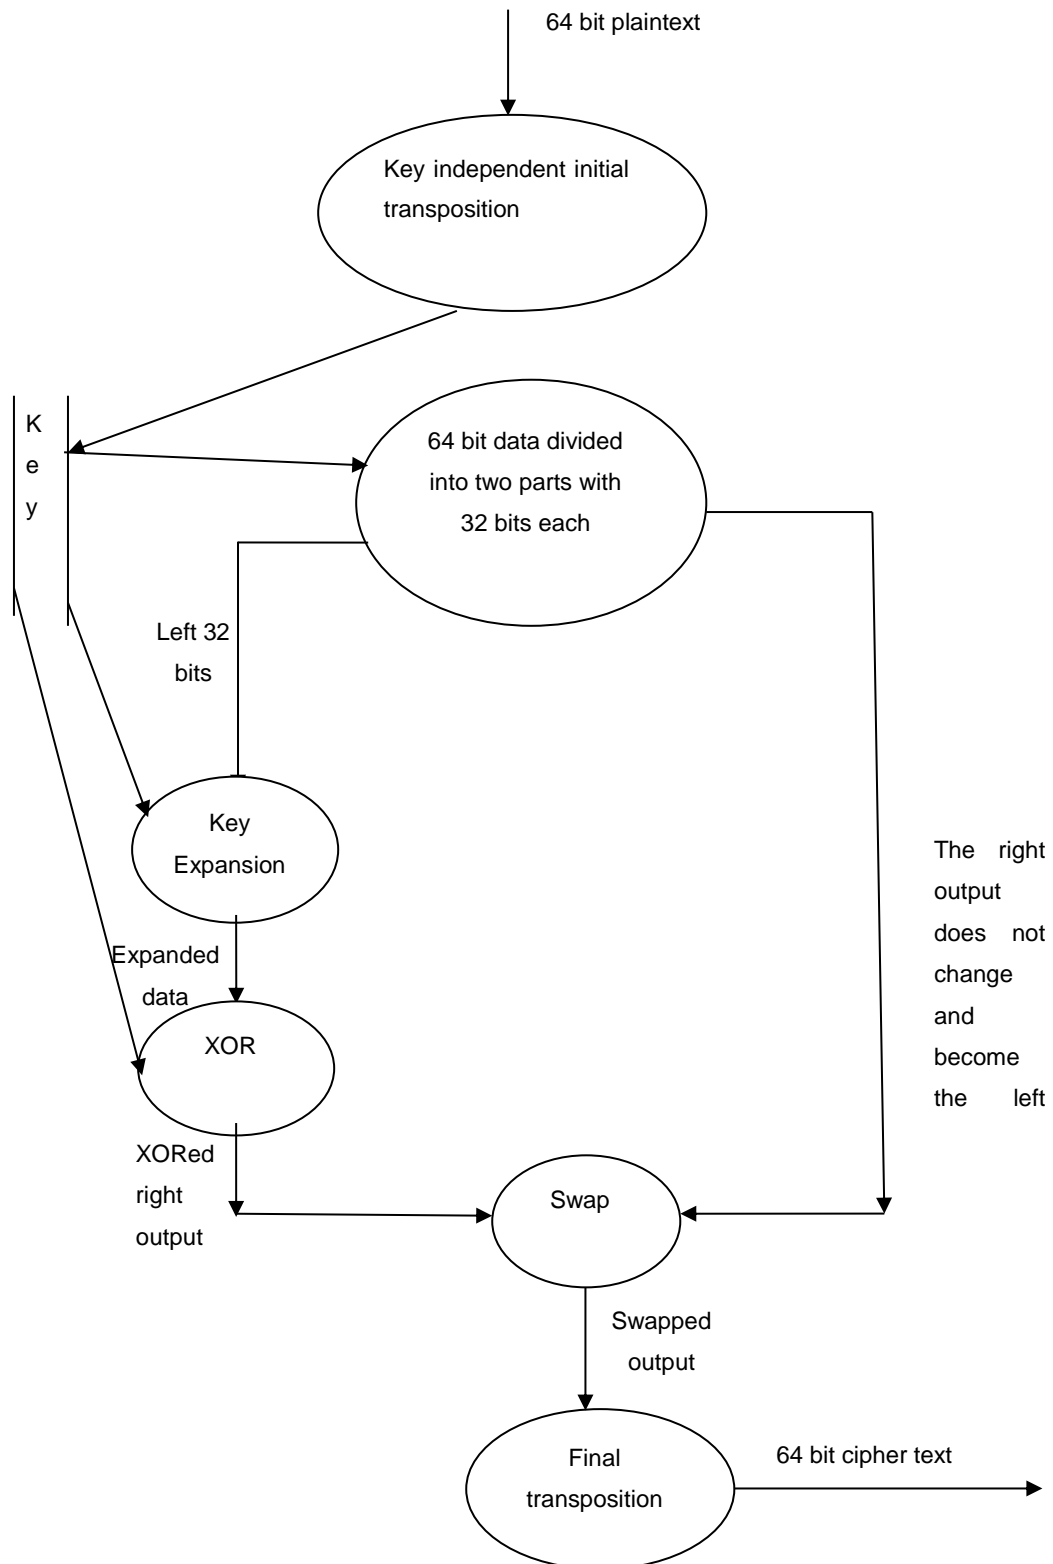 64 bit plaintext
Key independent initial
transposition
K
e
y
64 bit data divided
into two parts with
32 bits each
Left 32
bits
Key
Expansion
The right
output
does not
change
and
become
the left
Expanded
data
XOR
XORed
right
output
Swap
Swapped
output
Final
transposition
64 bit cipher text